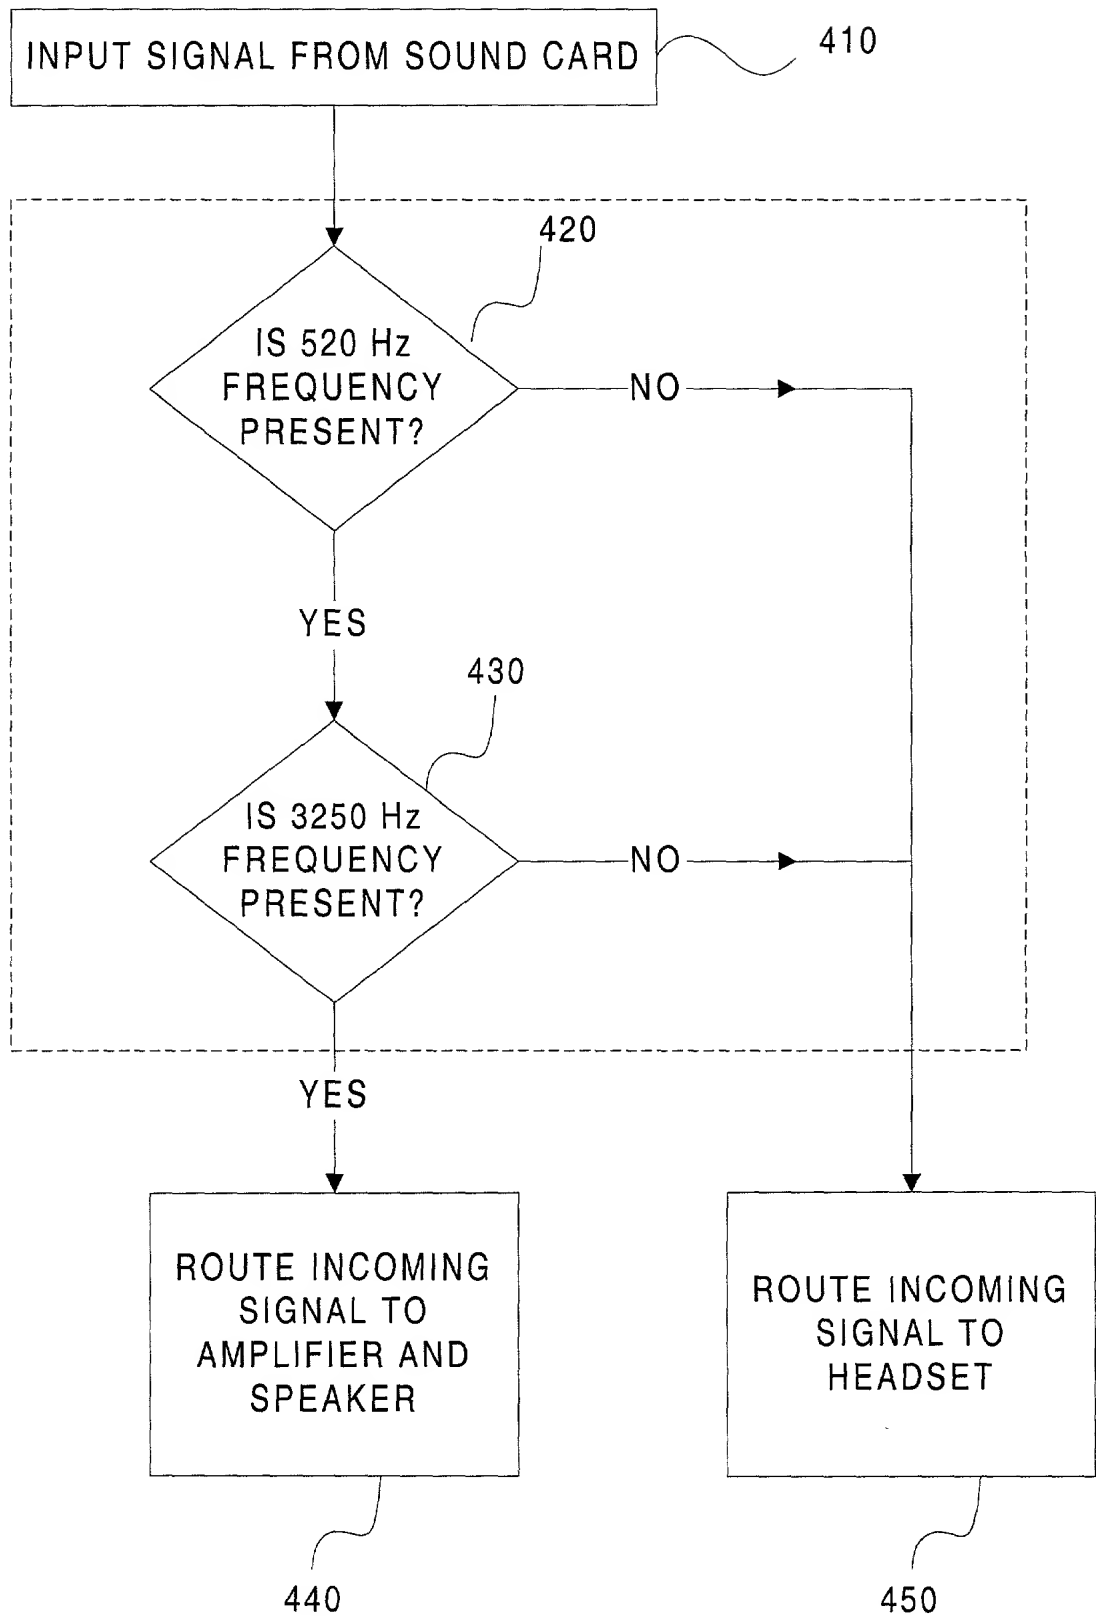 INPUT SIGNAL FROM SOUND CARD
410
420
IS 520 Hz
FREQUENCY
PRESENT?
NO
YES
430
IS 3250 Hz
FREQUENCY
PRESENT?
NO
YES
ROUTE INCOMING
SIGNAL TO
AMPLIFIER AND
SPEAKER
ROUTE INCOMING
SIGNAL TO
HEADSET
440
450